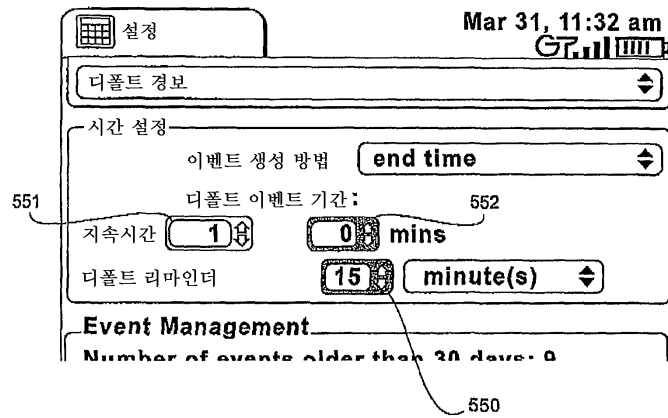 설정
Mar 31, 11:32 am
디폴트 경보
시간 설정
이벤트 생성 방법 end time
디폴트 이벤트 기간:
551
552
지속시간 1 0 mins
디폴트 리마인더 15 minute(s)
Event Management
Number of events older than 30 days: 9
550